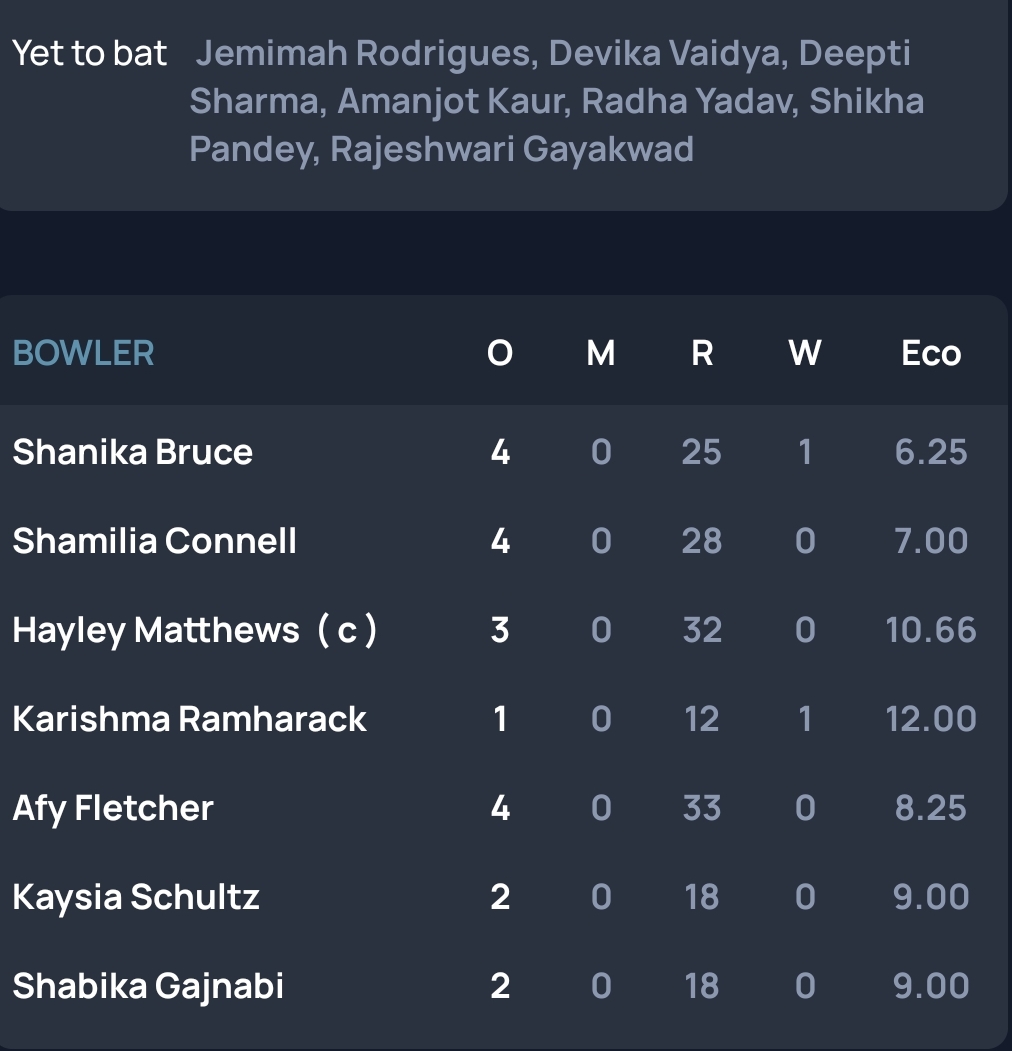 Yet to bat Jemimah Rodrigues, Devika Vaidya, Deepti
Sharma, Amanjot Kaur, Radha Yadav, Shikha
Pandey, Rajeshwari Gayakwad
BOWLER O M R W Eco
Shanika Bruce 4 0 25 1 6.25
Shamilia Connell 4 0 28 0 7.00
Hayley Matthews ( c ) 3 0 32 0 10.66
Karishma Ramharack 1 0 12 1 12.00
Afy Fletcher 4 0 33 0 8.25
Kaysia Schultz 2 0 18 0 9.00
Shabika Gajnabi 2 0 18 0 9.00